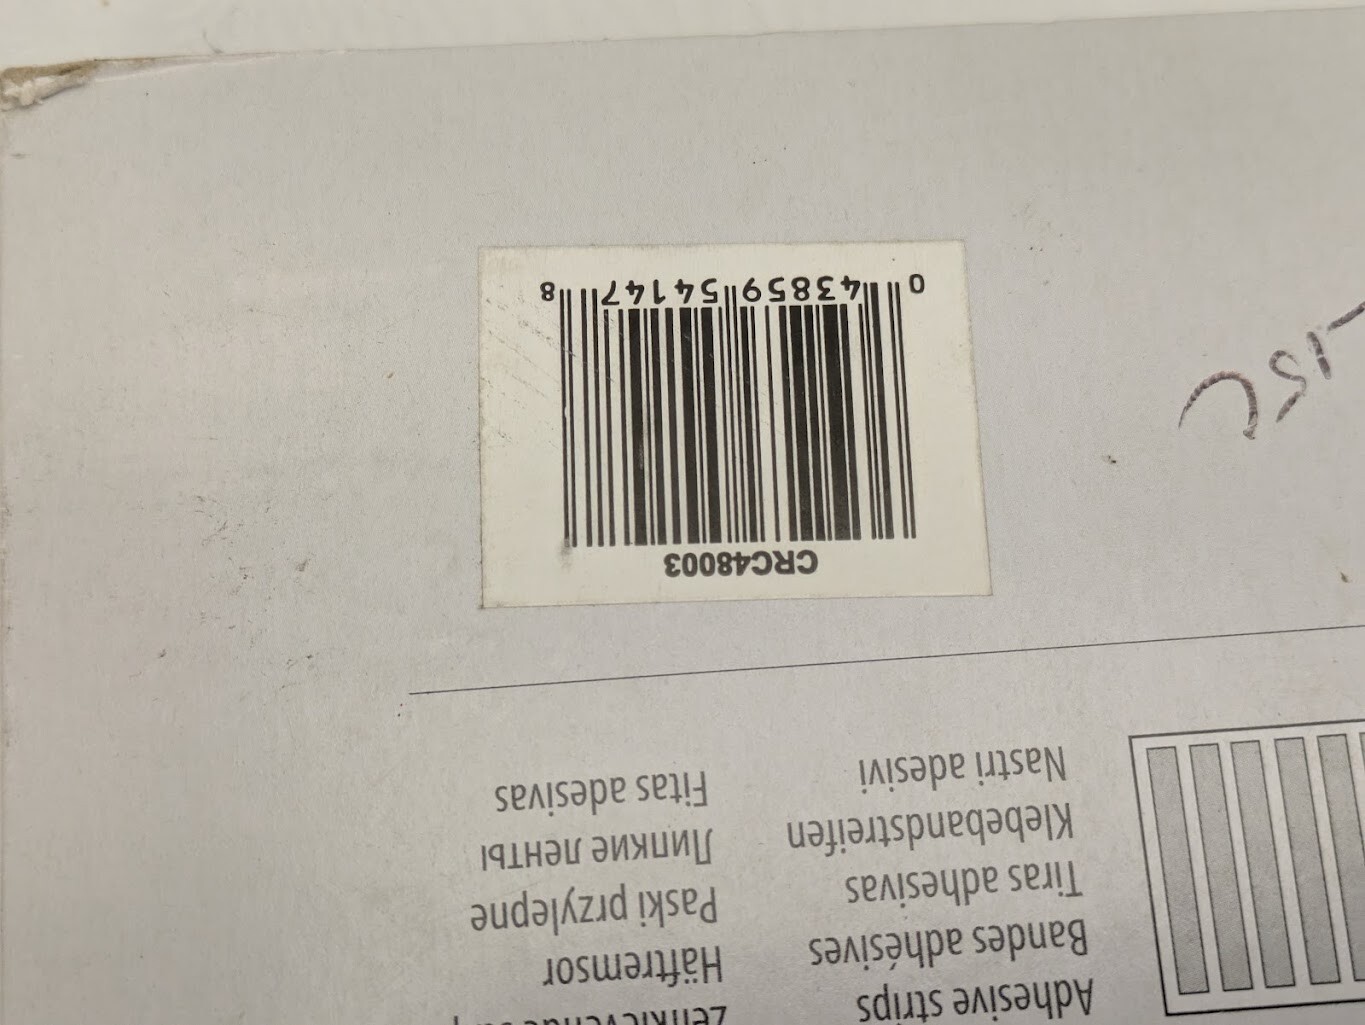 Adhesive strips
Bandes adhésives
Tiras adhesivas
Klebebandstreifen
Nastri adesivi
Häftremsor
Paski przylepne
Липкие ленты
Fitas adesivas
CRC48003
0 43859 54147 8